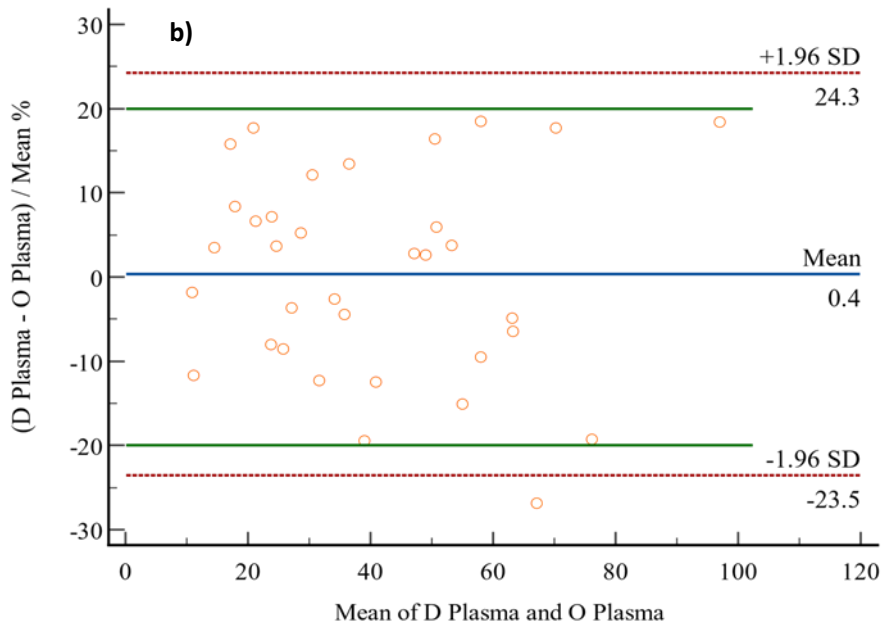 b)
(D Plasma - O Plasma) / Mean %
30
20
10
0
-10
-20
-30
+1.96 SD
24.3
Mean
0.4
-1.96 SD
-23.5
0 20 40 60 80 100 120
Mean of D Plasma and O Plasma